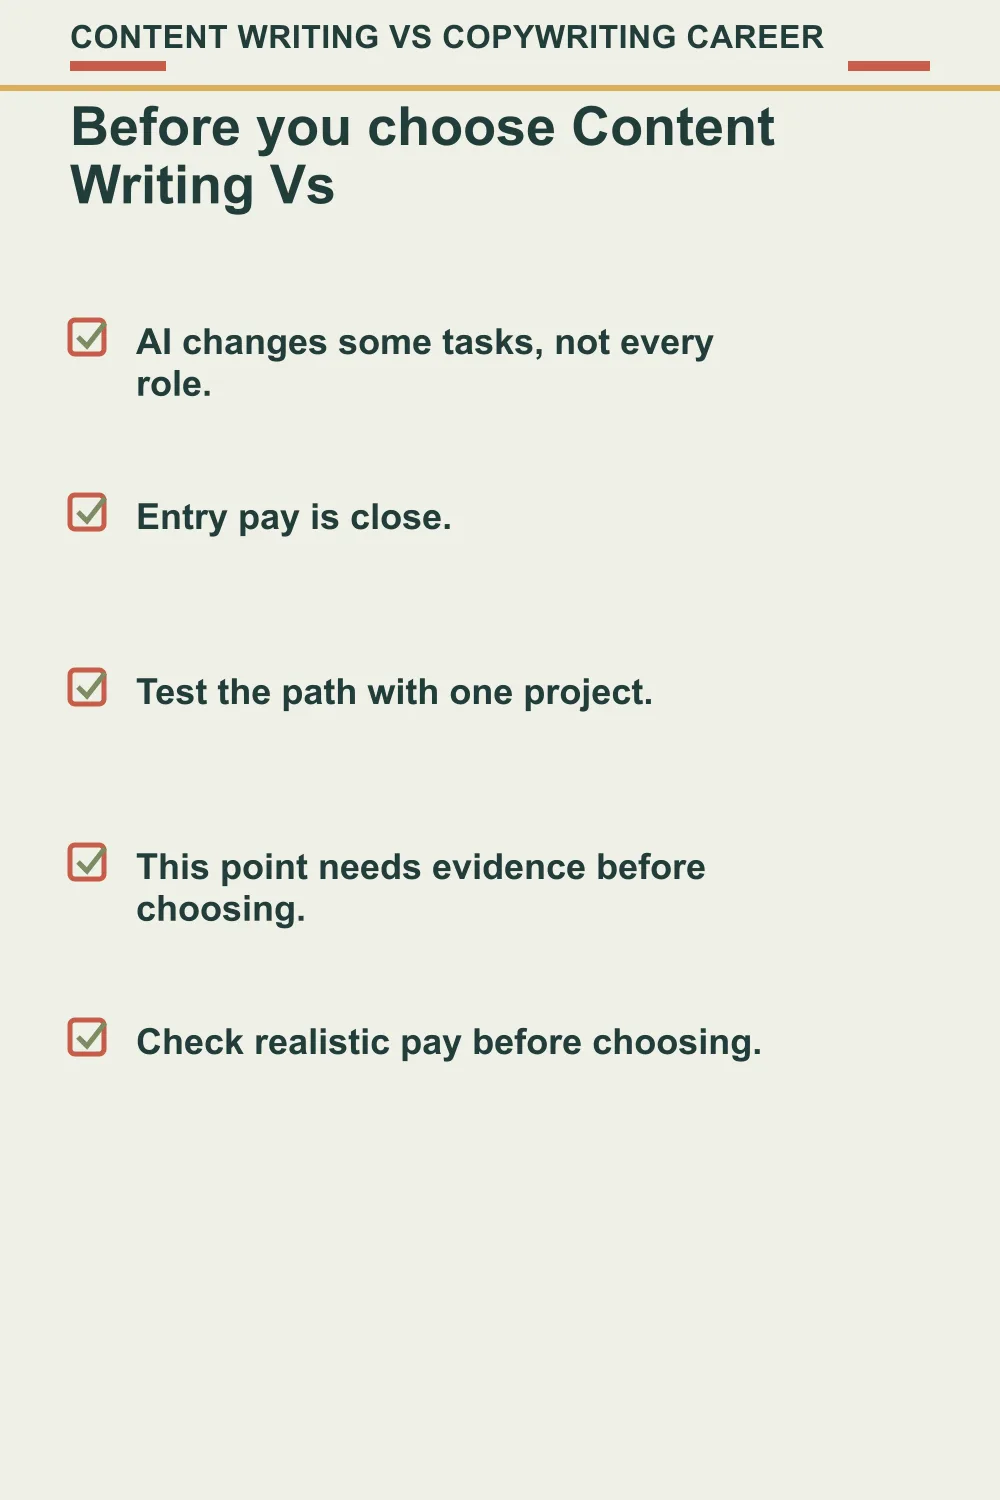 CONTENT WRITING VS COPYWRITING CAREER
Before you choose Content
Writing Vs
AI changes some tasks, not every
role.
Entry pay is close.
Test the path with one project.
This point needs evidence before
choosing.
Check realistic pay before choosing.